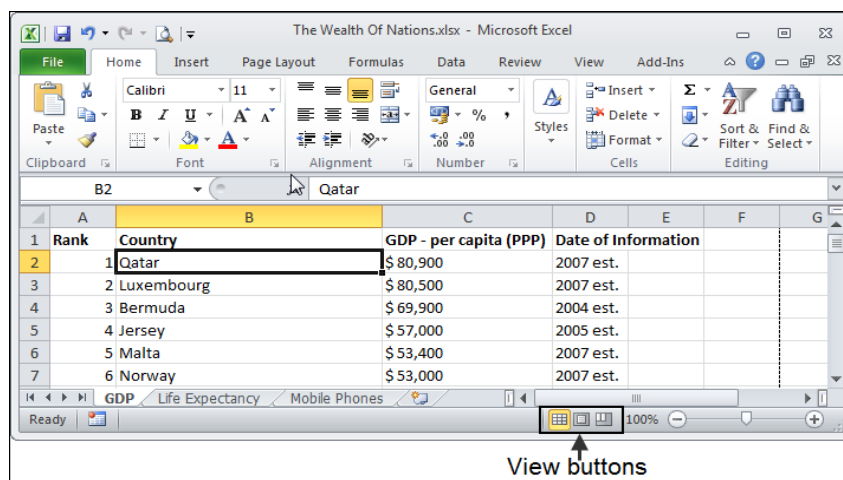 The Wealth Of Nations.xlsx - Microsoft Excel
File Home Insert Page Layout Formulas Data Review View Add-Ins
Calibri 11 General Insert Σ
Paste B I U A A $ % , Styles Delete Sort & Find &
A .0 .00 .00 .0 Format Filter Select
Clipboard Font Alignment Number Cells Editing
B2 Qatar
A B C D E F G
1 Rank Country GDP - per capita (PPP) Date of Information
2 1 Qatar $ 80,900 2007 est.
3 2 Luxembourg $ 80,500 2007 est.
4 3 Bermuda $ 69,900 2004 est.
5 4 Jersey $ 57,000 2005 est.
6 5 Malta $ 53,400 2007 est.
7 6 Norway $ 53,000 2007 est.
GDP Life Expectancy Mobile Phones
Ready 100%
View buttons